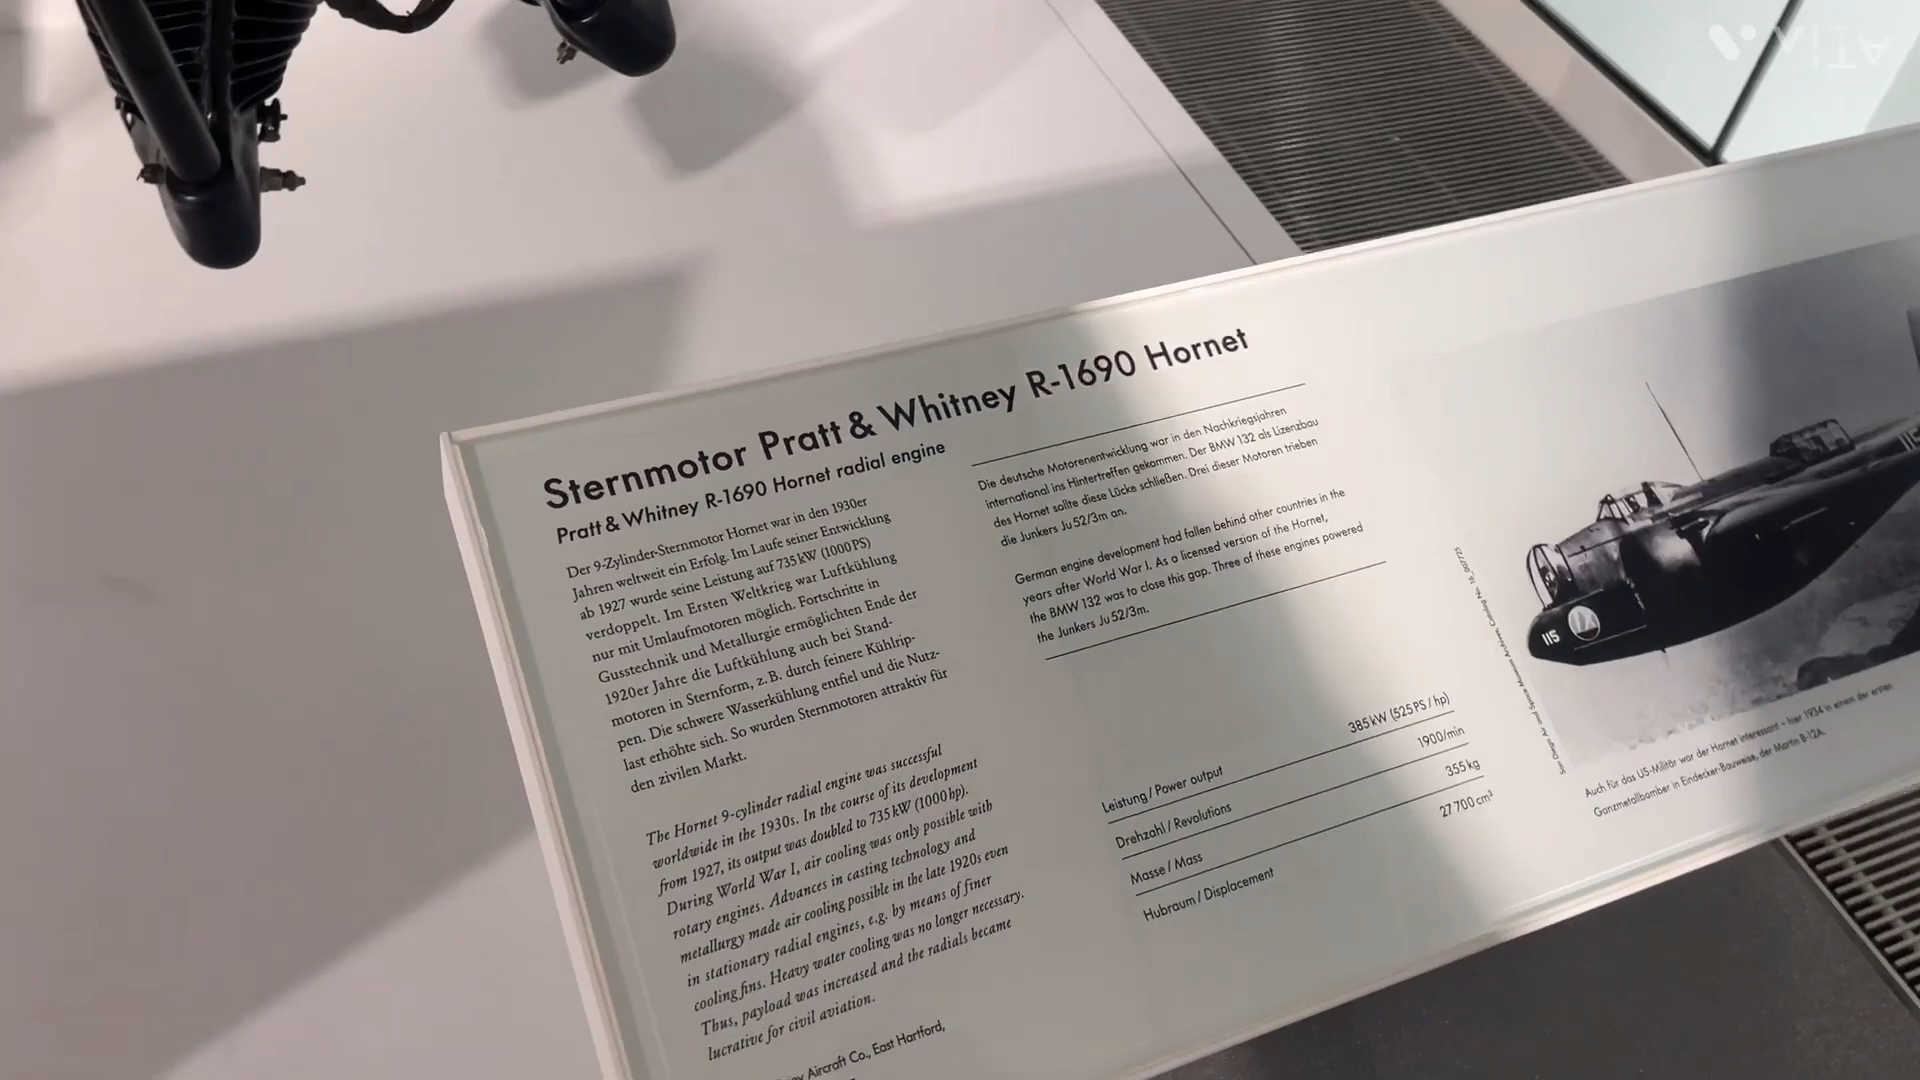 VITA
Sternmotor Pratt & Whitney R-1690 Hornet
Pratt & Whitney R-1690 Hornet radial engine
Der 9-Zylinder-Sternmotor Hornet war in den 1930er
Jahren weltweit ein Erfolg. Im Laufe seiner Entwicklung
ab 1927 wurde seine Leistung auf 735 kW (1000 PS)
verdoppelt. Im Ersten Weltkrieg war Luftkühlung
nur mit Umlaufmotoren möglich. Fortschritte in
Gusstechnik und Metallurgie ermöglichten Ende der
1920er Jahre die Luftkühlung auch bei Stand-
motoren in Sternform, z. B. durch feinere Kühlrip-
pen. Die schwere Wasserkühlung entfiel und die Nutz-
last erhöhte sich. So wurden Sternmotoren attraktiv für
den zivilen Markt.
The Hornet 9-cylinder radial engine was successful
worldwide in the 1930s. In the course of its development
from 1927, its output was doubled to 735 kW (1000 hp).
During World War I, air cooling was only possible with
rotary engines. Advances in casting technology and
metallurgy made air cooling possible in the late 1920s even
in stationary radial engines, e.g. by means of finer
cooling fins. Heavy water cooling was no longer necessary.
Thus, payload was increased and the radials became
lucrative for civil aviation.
Aircraft Co., East Hartford,
Die deutsche Motorenentwicklung war in den Nachkriegsjahren
international ins Hintertreffen gekommen. Der BMW 132 als Lizenzbau
des Hornet sollte diese Lücke schließen. Drei dieser Motoren trieben
die Junkers Ju 52/3m an.
German engine development had fallen behind other countries in the
years after World War I. As a licensed version of the Hornet,
the BMW 132 was to close this gap. Three of these engines powered
the Junkers Ju 52/3m.
Leistung / Power output 385 kW (525 PS / hp)
Drehzahl / Revolutions 1900/min
Masse / Mass 355 kg
Hubraum / Displacement 27 700 cm³
San Diego Air and Space Museum Archives, Catalog Nr. 16_007725
115
115
Auch für das US-Militär war der Hornet interessant – hier 1934 in einem der ersten
Ganzmetallbomber in Eindecker-Bauweise, der Martin B-12A.